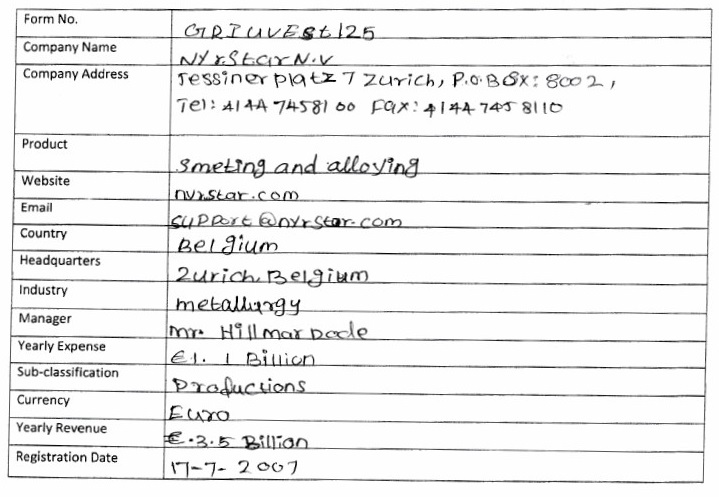 Form No. GRIUVESt125
Company Name Nyrstar N.V
Company Address Tessinerplatz 7 Zurich, P.O.BOX: 8002,
Tel: 4144 7458100 Fax: 4144 745 8110
Product Smeting and alloying
Website nyrstar.com
Email support@nyrstar.com
Country Belgium
Headquarters Zurich, Belgium
Industry metallurgy
Manager mr. Hillmar Dode
Yearly Expense €1. 1 Billion
Sub-classification Productions
Currency Euro
Yearly Revenue €.3.5 Billion
Registration Date 17-7-2007